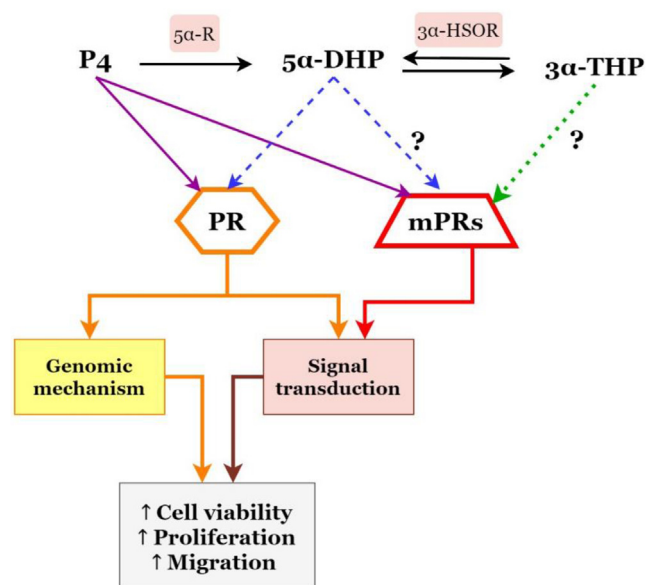 5α-R
3α-HSOR
P4
5α-DHP
3α-THP
?
?
PR
mPRs
Genomic
mechanism
Signal
transduction
↑ Cell viability
↑ Proliferation
↑ Migration